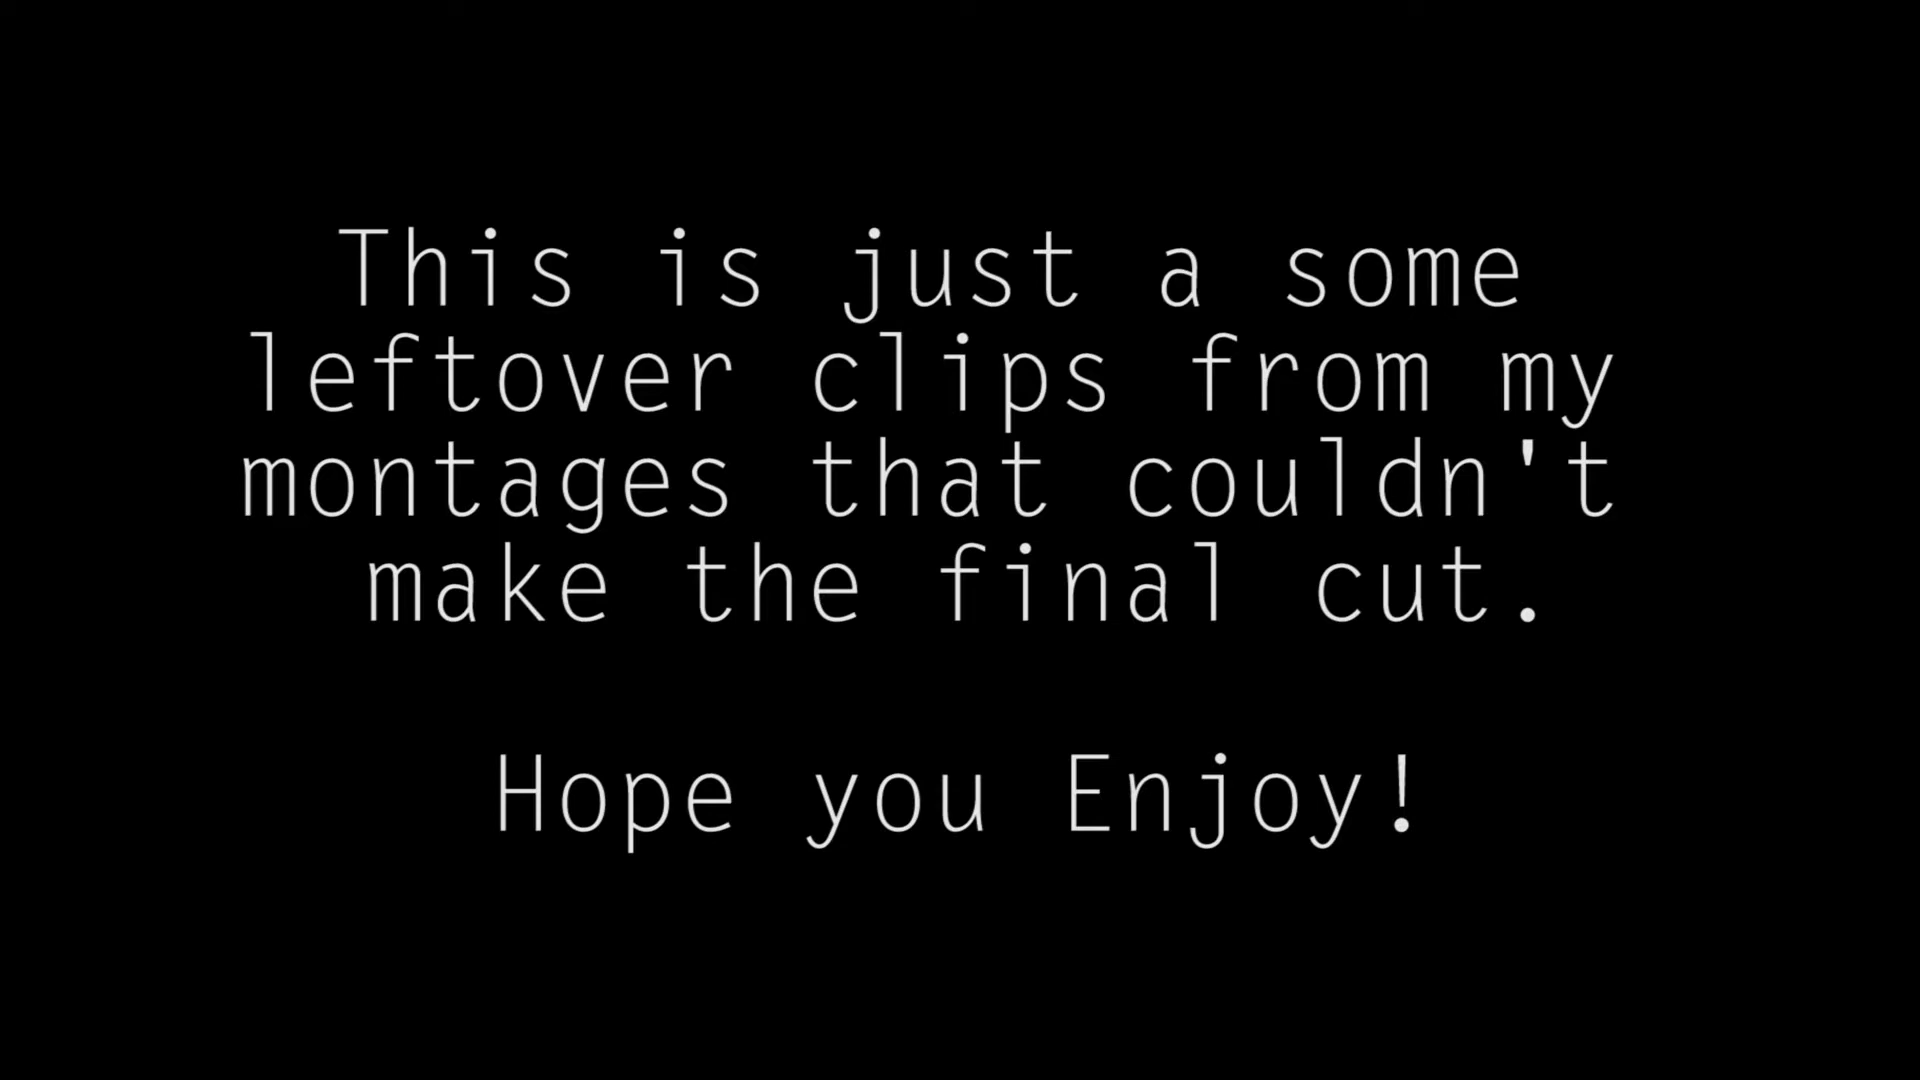 This is just a some
leftover clips from my
montages that couldn't
make the final cut.
Hope you Enjoy!